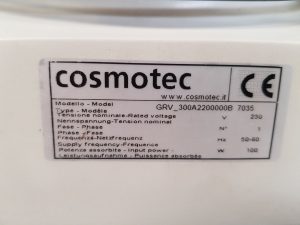 cosmotec
www.cosmotec.it
CE
Modello - Model GRV_300A2200000B 7035
Type - Modèle
Tensione nominale-Rated voltage V 230
Nennspannung-Tension nominal
Fase - Phase N° 1
Phase - Fase
Frequenza-Netzfrequenz Hz 50-60
Supply frequency-Frequence
Potenza assorbita - Input power - W 100
Leistungsaufnahme - Puissance absorbée